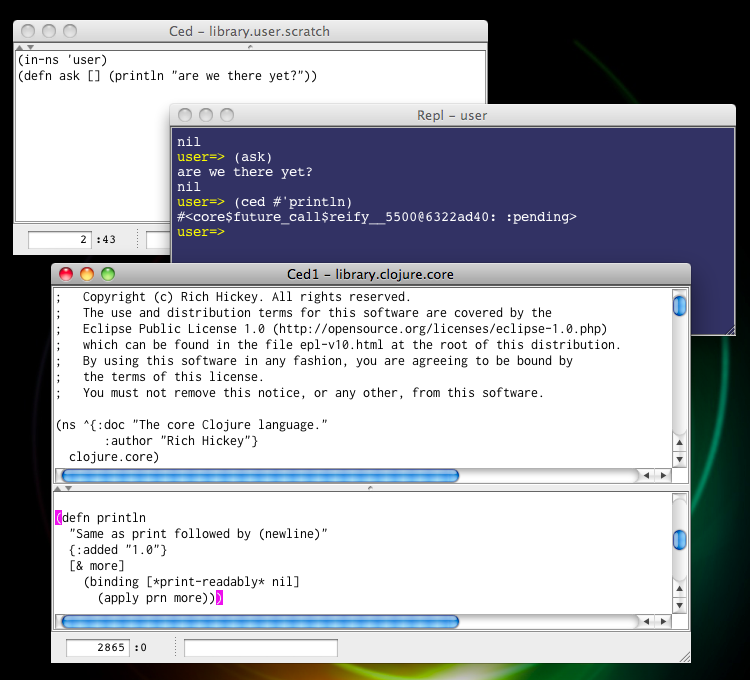 Ced – library.user.scratch
(in-ns 'user)
(defn ask [] (println "are we there yet?"))
2 :43
Repl – user
nil
user=> (ask)
are we there yet?
nil
user=> (ced #'println)
#<core$future_call$reify__5500@6322ad40: :pending>
user=>
Ced1 – library.clojure.core
;   Copyright (c) Rich Hickey. All rights reserved.
;   The use and distribution terms for this software are covered by the
;   Eclipse Public License 1.0 (http://opensource.org/licenses/eclipse-1.0.php)
;   which can be found in the file epl-v10.html at the root of this distribution.
;   By using this software in any fashion, you are agreeing to be bound by
;   the terms of this license.
;   You must not remove this notice, or any other, from this software.
(ns ^{:doc "The core Clojure language."
       :author "Rich Hickey"}
  clojure.core)
(defn println
  "Same as print followed by (newline)"
  {:added "1.0"}
  [& more]
    (binding [*print-readably* nil]
      (apply prn more)))
2865 :0